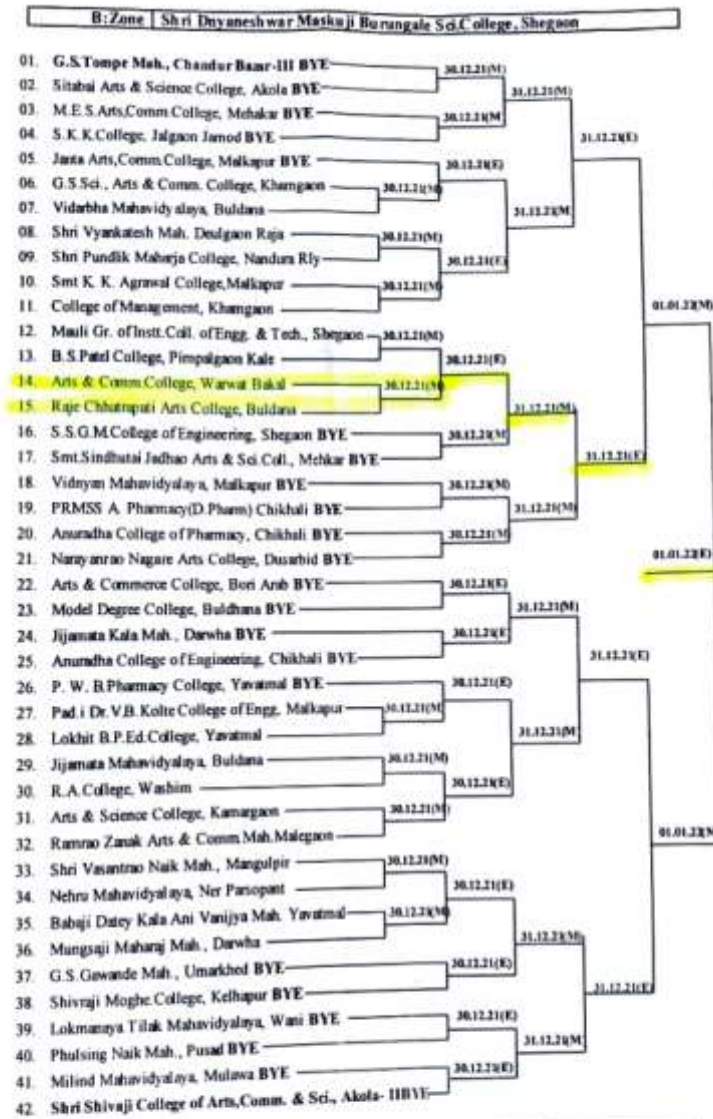 B:Zone Shri Dnyaneshwar Maskuji Burungale Sci.College, Shegaon
01. G.S.Tompe Mah., Chandur Bazar-III BYE
02. Sitabai Arts & Science College, Akola BYE
03. M.E.S.Arts,Comm.College, Mehakar BYE
04. S.K.K.College, Jalgaon Jamod BYE
05. Janta Arts,Comm.College, Malkapur BYE
06. G.S.Sci., Arts & Comm. College, Khamgaon
07. Vidarbha Mahavidyalaya, Buldana
08. Shri Vyankatesh Mah. Deulgaon Raja
09. Shri Pundlik Maharja College, Nandura Rly
10. Smt K. K. Agrawal College,Malkapur
11. College of Management, Khamgaon
12. Mauli Gr. of Instt.Coll. of Engg. & Tech., Shegaon
13. B.S.Patel College, Pimpalgaon Kale
14. Arts & Comm.College, Warwat Bakal
15. Raje Chhatrapati Arts College, Buldana
16. S.S.G.M.College of Engineering, Shegaon BYE
17. Smt.Sindhutai Jadhao Arts & Sci.Coll., Mehkar BYE
18. Vidnyan Mahavidyalaya, Malkapur BYE
19. PRMSS A. Pharmacy(D.Pharm) Chikhali BYE
20. Anuradha College of Pharmacy, Chikhali BYE
21. Narayanrao Nagare Arts College, Dusarbid BYE
22. Arts & Commerce College, Bori Arab BYE
23. Model Degree College, Buldhana BYE
24. Jijamata Kala Mah., Darwha BYE
25. Anuradha College of Engineering, Chikhali BYE
26. P. W. B.Pharmacy College, Yavatmal BYE
27. Pad.i Dr.V.B.Kolte College of Engg, Malkapur
28. Lokhit B.P.Ed.College, Yavatmal
29. Jijamata Mahavidyalaya, Buldana
30. R.A.College, Washim
31. Arts & Science College, Kamargaon
32. Ramrao Zanak Arts & Comm.Mah.Malegaon
33. Shri Vasantrao Naik Mah., Mangulpir
34. Nehru Mahavidyalaya, Ner Parsopant
35. Babaji Datey Kala Ani Vanijya Mah. Yavatmal
36. Mungsaji Maharaj Mah., Darwha
37. G.S.Gawande Mah., Umarkhed BYE
38. Shivraji Moghe.College, Kelhapur BYE
39. Lokmanaya Tilak Mahavidyalaya, Wani BYE
40. Phulsing Naik Mah., Pusad BYE
41. Milind Mahavidyalaya, Mulawa BYE
42. Shri Shivaji College of Arts,Comm. & Sci., Akola- IIBYE
30.12.21(M)
30.12.21(M
30.12.21(E)
30.12.21(M)
30.12.21(M)
30.12.21(E)
30.12.21(M)
30.12.21(M)
30.12.21(E)
30.12.21(M)
30.12.21(M
30.12.21(M)
30.12.21(M
30.12.21(E)
30.12.21(E)
30.12.21(E)
30.12.21(M)
30.12.21(M)
30.12.21(E)
30.12.21(M)
30.12.21(M)
30.12.21(E)
30.12.21(M
30.12.21(E)
30.12.21(E)
30.12.21(E)
31.12.21(M)
31.12.21(M
31.12.21(M)
31.12.21(M
31.12.21(M)
31.12.21(M
31.12.21(M)
31.12.21(M
31.12.21(E)
31.12.21(E)
31.12.21(E)
31.12.21(E)
01.01.22(M)
01.01.22(E)
01.01.22(M